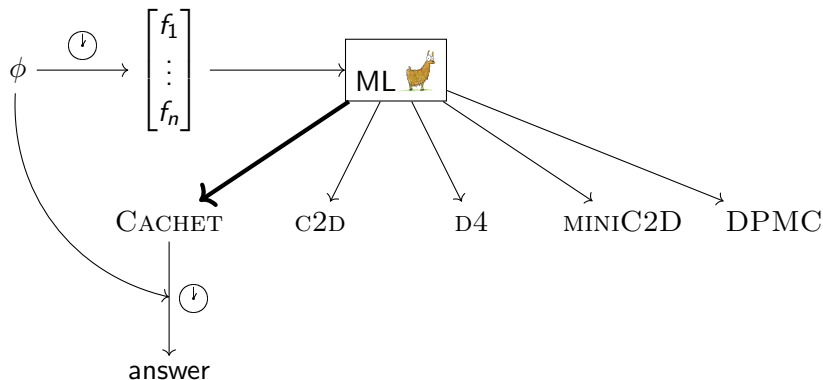 ϕ
f₁
⋮
fₙ
ML
CACHET C2D D4 MINIC2D DPMC
answer